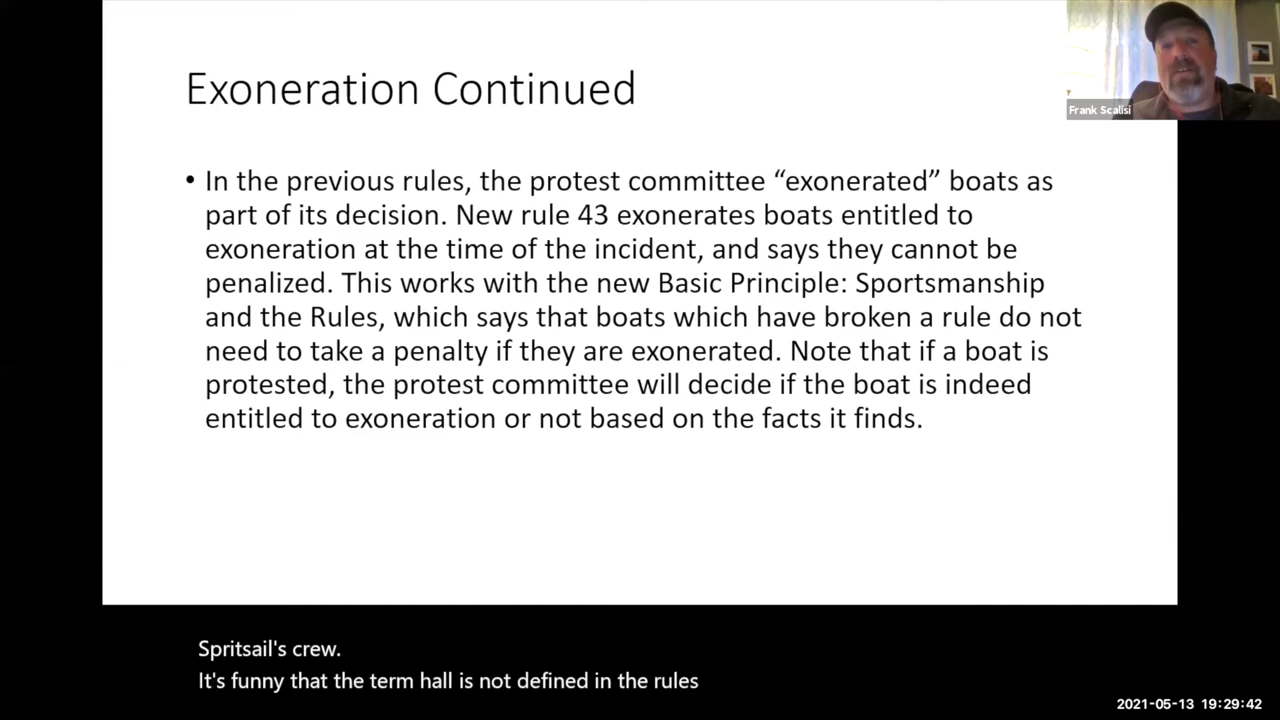 Exoneration Continued
Frank Scalisi
• In the previous rules, the protest committee “exonerated” boats as
part of its decision. New rule 43 exonerates boats entitled to
exoneration at the time of the incident, and says they cannot be
penalized. This works with the new Basic Principle: Sportsmanship
and the Rules, which says that boats which have broken a rule do not
need to take a penalty if they are exonerated. Note that if a boat is
protested, the protest committee will decide if the boat is indeed
entitled to exoneration or not based on the facts it finds.
Spritsail's crew.
It's funny that the term hall is not defined in the rules
2021-05-13 19:29:42